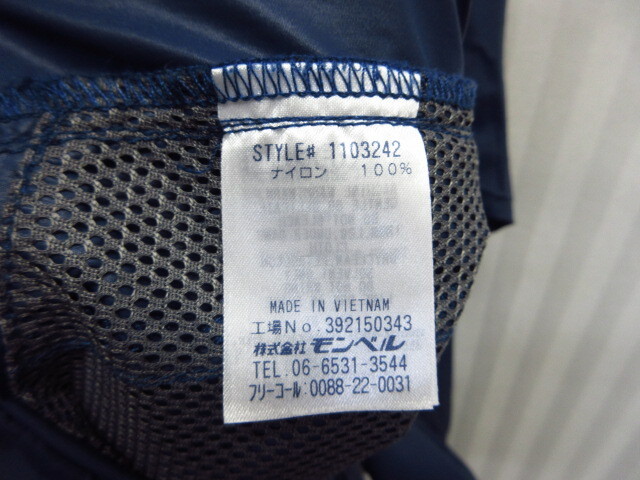 STYLE# 1103242
ナイロン 100%
MADE IN VIETNAM
工場No.392150343
株式会社 モンベル
TEL.06-6531-3544
フリーコール:0088-22-0031